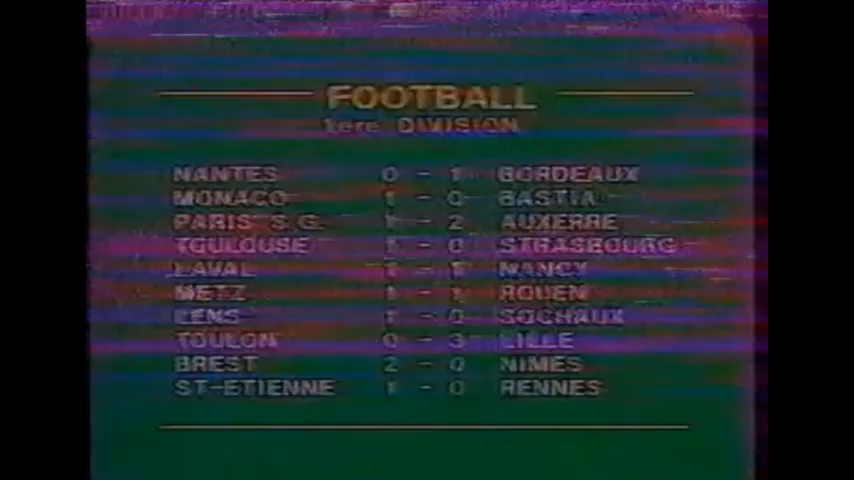 FOOTBALL
1ere DIVISION
NANTES 0 - 1 BORDEAUX
MONACO 1 - 0 BASTIA
PARIS S.G. 1 - 2 AUXERRE
TOULOUSE 1 - 0 STRASBOURG
LAVAL 1 - 1 NANCY
METZ 1 - 1 ROUEN
LENS 1 - 0 SOCHAUX
TOULON 0 - 3 LILLE
BREST 2 - 0 NIMES
ST-ETIENNE 1 - 0 RENNES